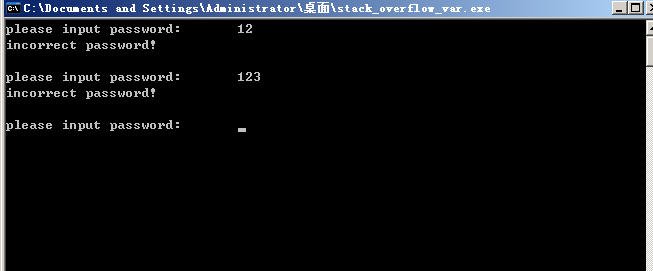 C:\Documents and Settings\Administrator\桌面\stack_overflow_var.exe
please input password:       12
incorrect password!
please input password:       123
incorrect password!
please input password: